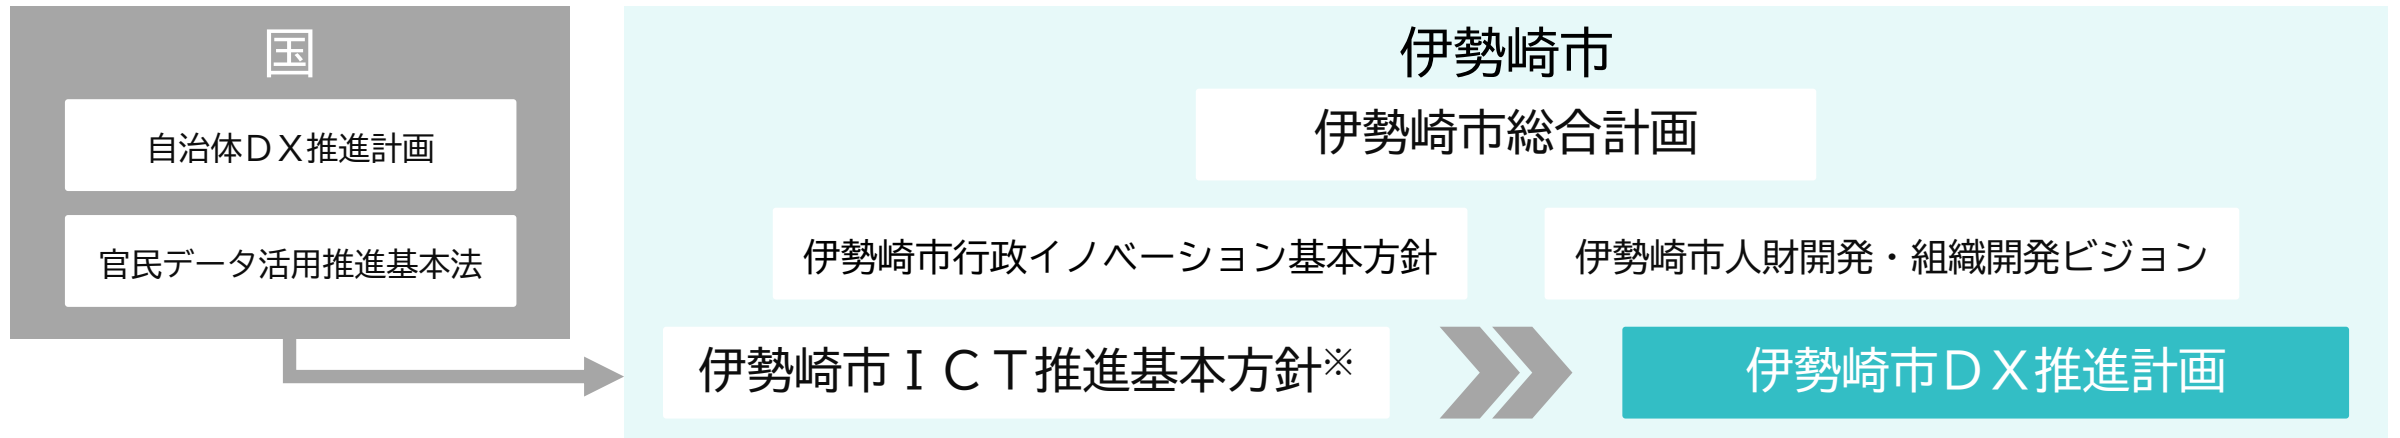 国
自治体ＤＸ推進計画
官民データ活用推進基本法
伊勢崎市
伊勢崎市総合計画
伊勢崎市行政イノベーション基本方針
伊勢崎市人財開発・組織開発ビジョン
伊勢崎市ＩＣＴ推進基本方針※
伊勢崎市ＤＸ推進計画